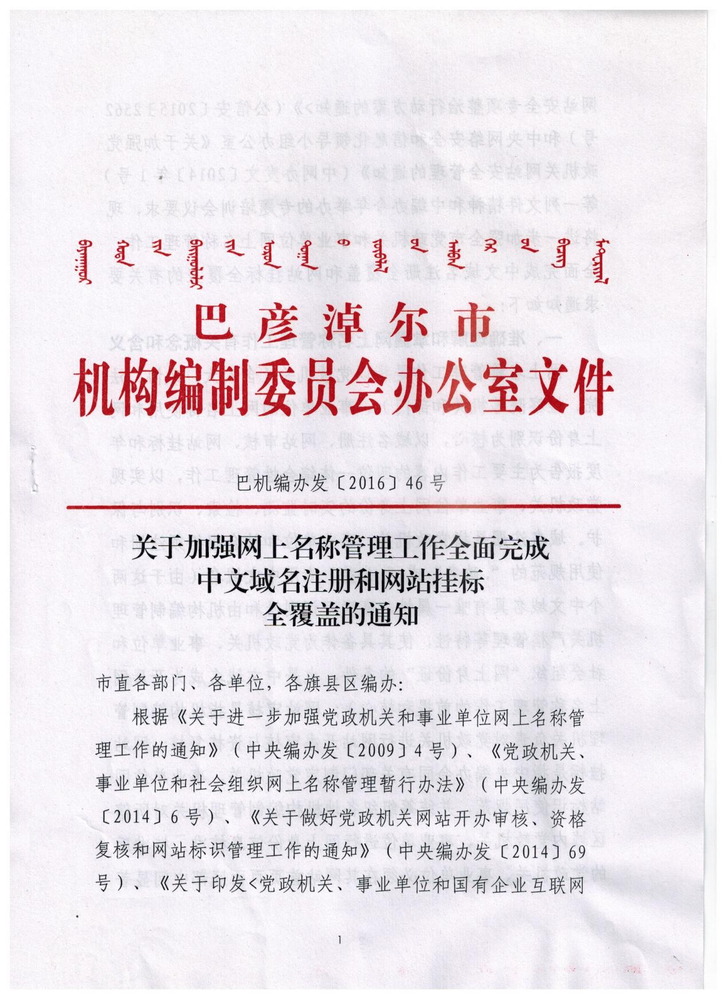 巴彦淖尔市
机构编制委员会办公室文件
巴机编办发〔2016〕46号
关于加强网上名称管理工作全面完成
中文域名注册和网站挂标
全覆盖的通知
市直各部门、各单位，各旗县区编办：
根据《关于进一步加强党政机关和事业单位网上名称管
理工作的通知》（中央编办发〔2009〕4号）、《党政机关、
事业单位和社会组织网上名称管理暂行办法》（中央编办发
〔2014〕6号）、《关于做好党政机关网站开办审核、资格
复核和网站标识管理工作的通知》（中央编办发〔2014〕69
号）、《关于印发<党政机关、事业单位和国有企业互联网
1